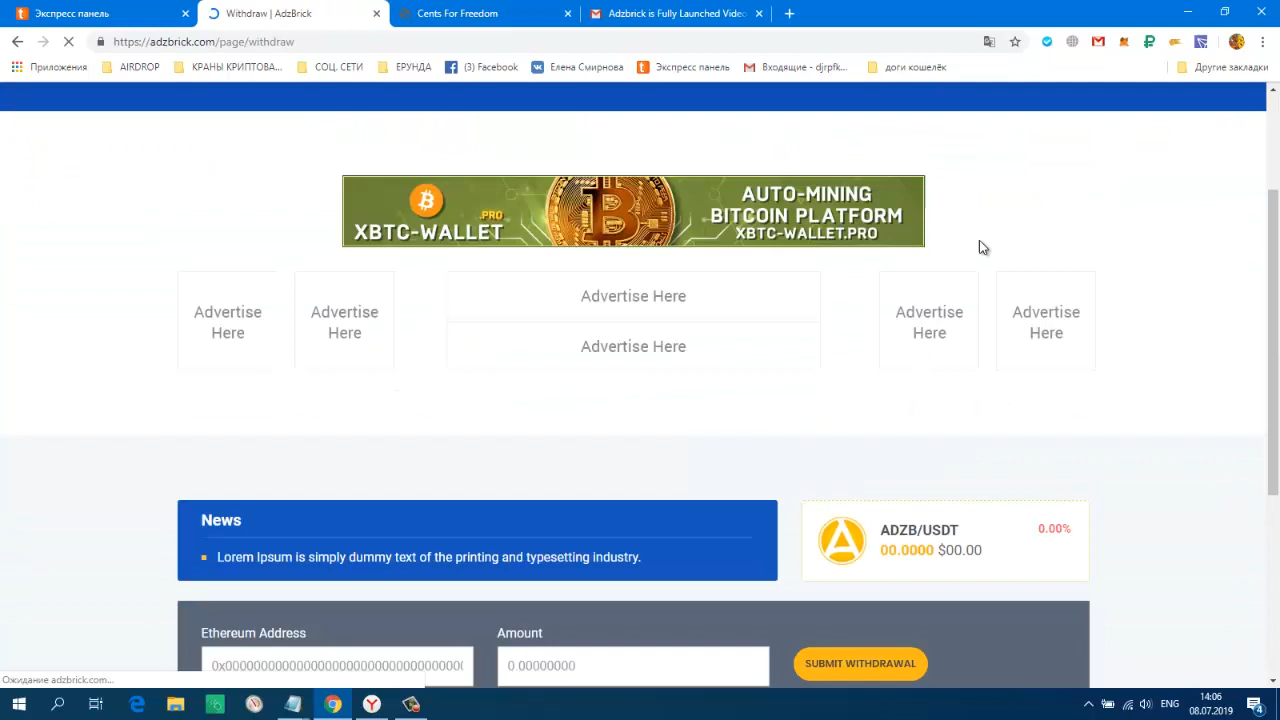 Экспресс панель
Withdraw | AdzBrick
Cents For Freedom
Adzbrick is Fully Launched Video
https://adzbrick.com/page/withdraw
Приложения
AIRDROP
КРАНЫ КРИПТОВА...
СОЦ. СЕТИ
ЕРУНДА
(3) Facebook
Елена Смирнова
Экспресс панель
Входящие - djrpfk...
доги кошелёк
Другие закладки
XBTC-WALLET
.PRO
AUTO-MINING
BITCOIN PLATFORM
XBTC-WALLET.PRO
Advertise
Here
Advertise
Here
Advertise Here
Advertise Here
Advertise
Here
Advertise
Here
News
Lorem Ipsum is simply dummy text of the printing and typesetting industry.
ADZB/USDT
0.00%
00.0000 $00.00
Ethereum Address
Amount
0.00000000
SUBMIT WITHDRAWAL
Ожидание adzbrick.com...
ENG
14:06
08.07.2019
4